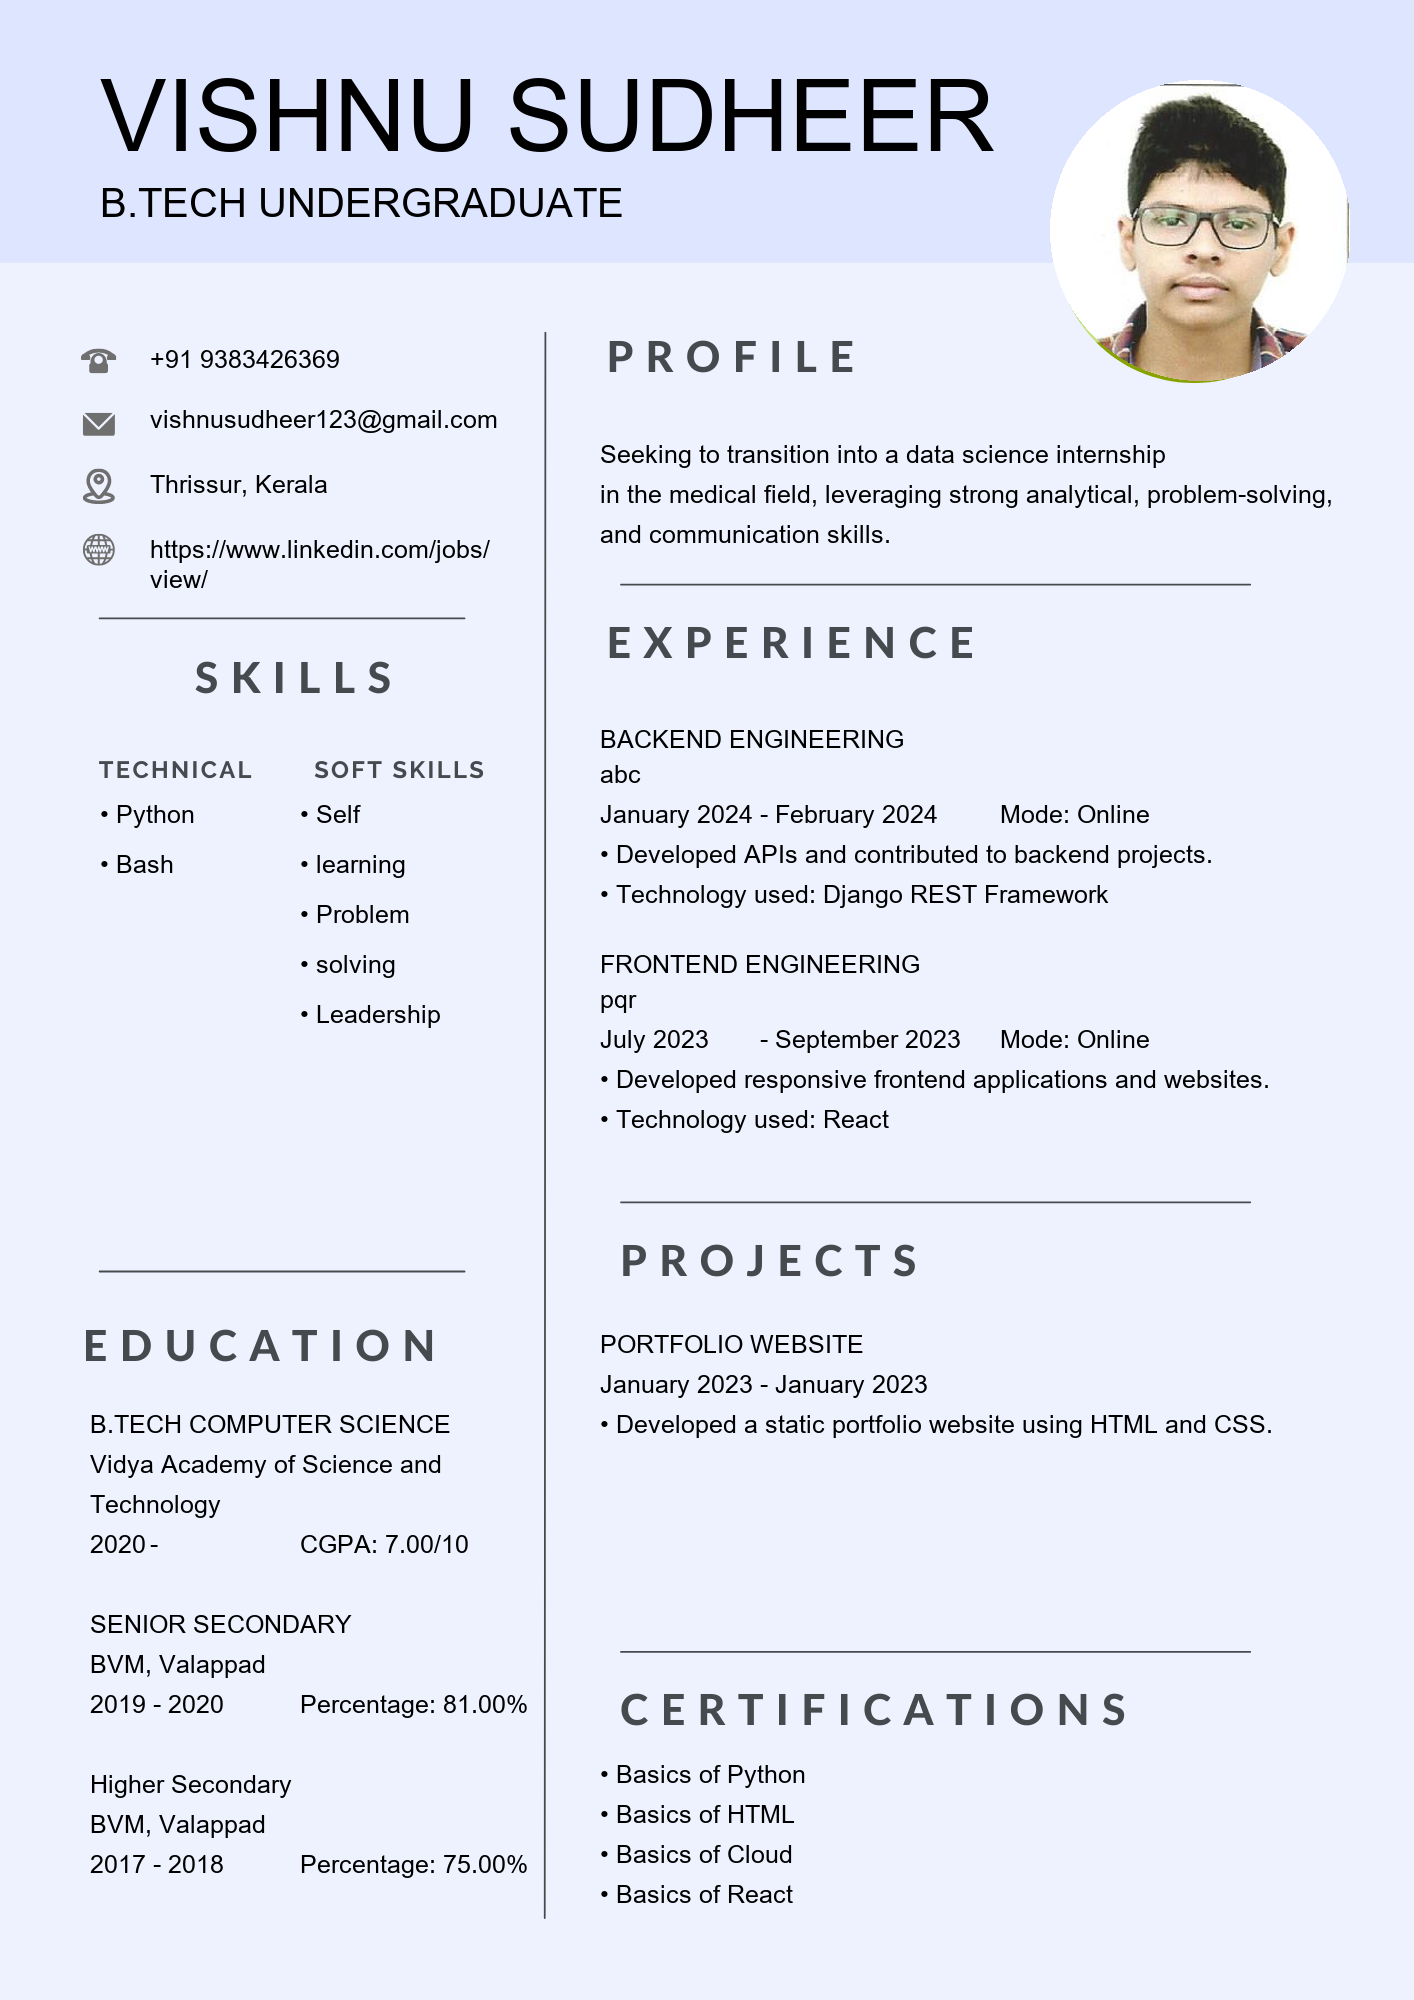 VISHNU SUDHEER
B.TECH UNDERGRADUATE
+91 9383426369
vishnusudheer123@gmail.com
Thrissur, Kerala
https://www.linkedin.com/jobs/
view/
SKILLS
TECHNICAL
• Python
• Bash
SOFT SKILLS
• Self
• learning
• Problem
• solving
• Leadership
EDUCATION
B.TECH COMPUTER SCIENCE
Vidya Academy of Science and
Technology
2020 - CGPA: 7.00/10
SENIOR SECONDARY
BVM, Valappad
2019 - 2020 Percentage: 81.00%
Higher Secondary
BVM, Valappad
2017 - 2018 Percentage: 75.00%
PROFILE
Seeking to transition into a data science internship
in the medical field, leveraging strong analytical, problem-solving,
and communication skills.
EXPERIENCE
BACKEND ENGINEERING
abc
January 2024 - February 2024 Mode: Online
• Developed APIs and contributed to backend projects.
• Technology used: Django REST Framework
FRONTEND ENGINEERING
pqr
July 2023 - September 2023 Mode: Online
• Developed responsive frontend applications and websites.
• Technology used: React
PROJECTS
PORTFOLIO WEBSITE
January 2023 - January 2023
• Developed a static portfolio website using HTML and CSS.
CERTIFICATIONS
• Basics of Python
• Basics of HTML
• Basics of Cloud
• Basics of React